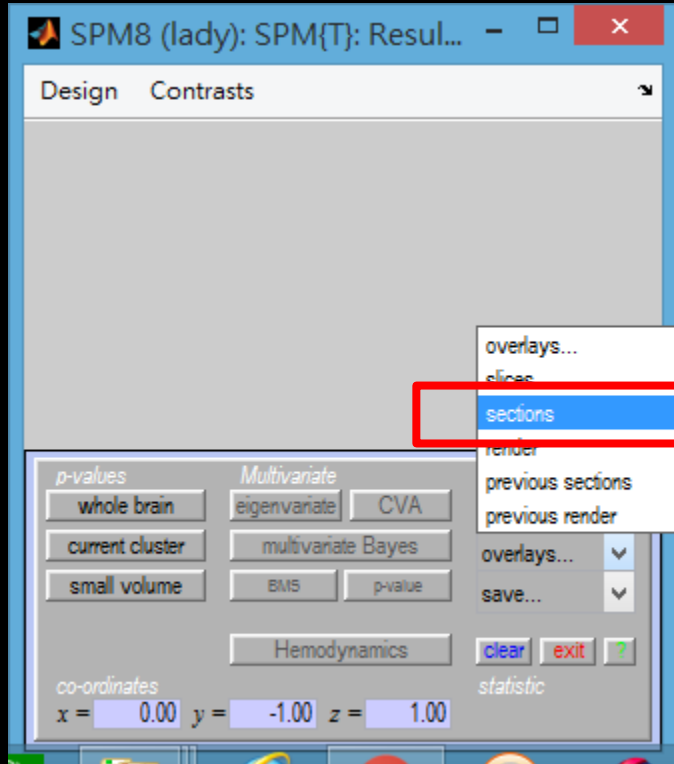 SPM8 (lady): SPM{T}: Resul...
Design Contrasts
overlays...
slices
sections
render
previous sections
previous render
p-values Multivariate
whole brain eigenvariate CVA
current cluster multivariate Bayes overlays...
small volume BMS p-value save...
Hemodynamics clear exit ?
co-ordinates statistic
x = 0.00 y = -1.00 z = 1.00